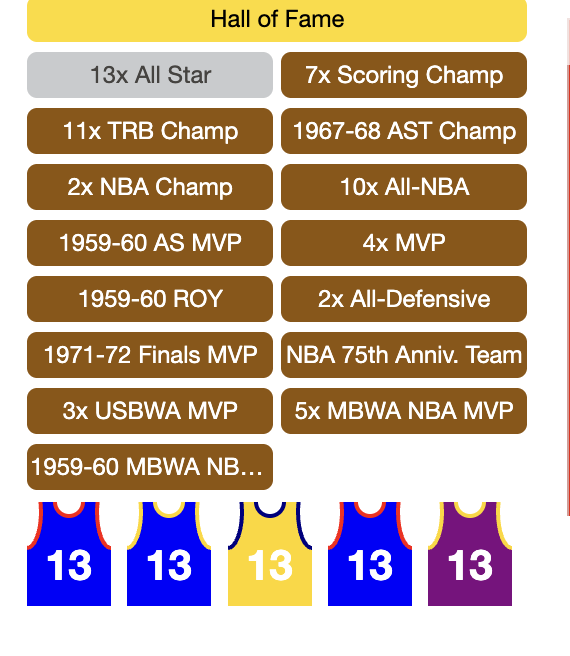 Hall of Fame
13x All Star
7x Scoring Champ
11x TRB Champ
1967-68 AST Champ
2x NBA Champ
10x All-NBA
1959-60 AS MVP
4x MVP
1959-60 ROY
2x All-Defensive
1971-72 Finals MVP
NBA 75th Anniv. Team
3x USBWA MVP
5x MBWA NBA MVP
1959-60 MBWA NB...
13 13 13 13 13